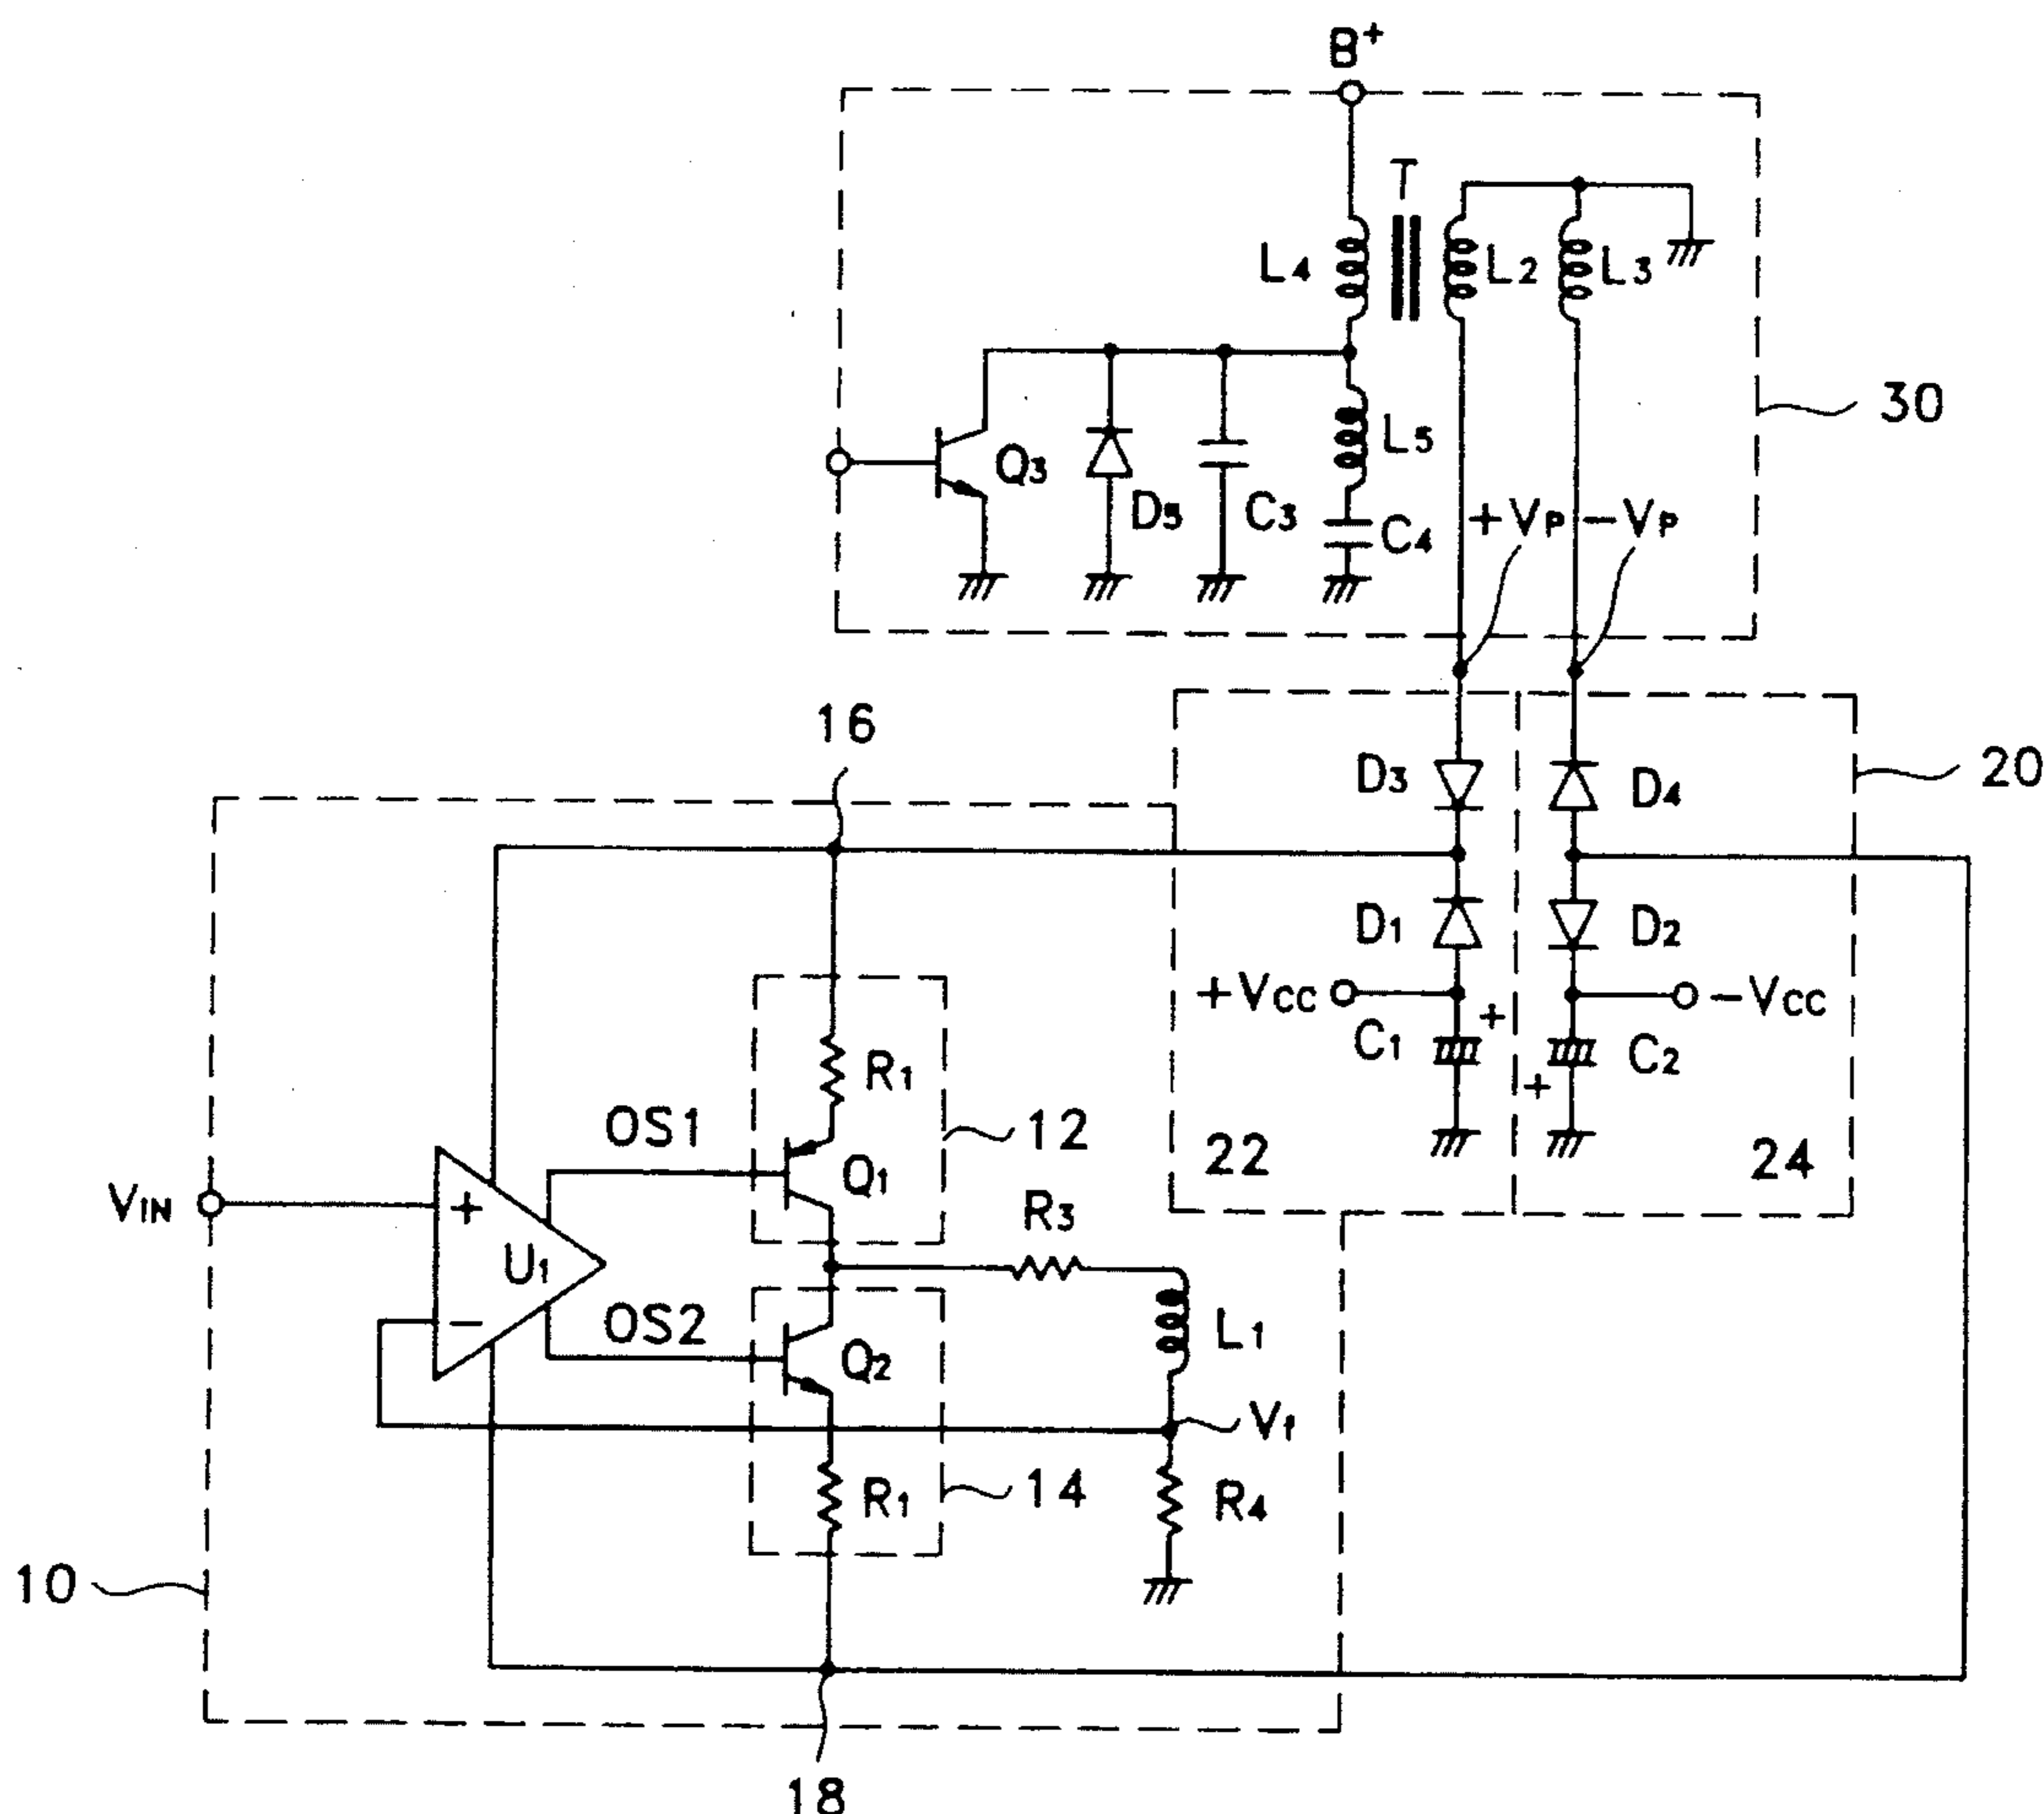 B+
T
L4
L2
L3
30
Q3
D5
C3
L5
C4
+VP
-VP
16
20
D3
D4
D1
D2
+VCC
-VCC
+
C1
C2
+
R1
OS1
12
22
24
Q1
VIN
+
R3
U1
OS2
-
Q2
L1
Vf
R1
14
R4
10
18